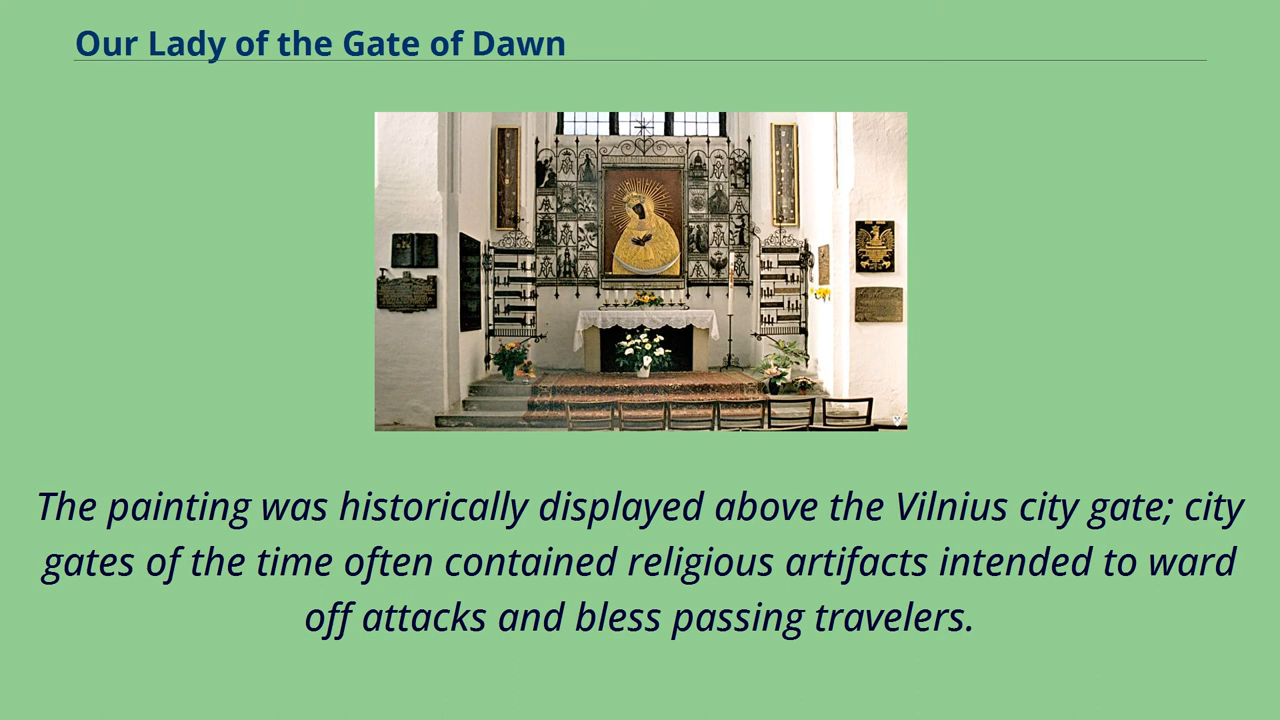 Our Lady of the Gate of Dawn
The painting was historically displayed above the Vilnius city gate; city
gates of the time often contained religious artifacts intended to ward
off attacks and bless passing travelers.